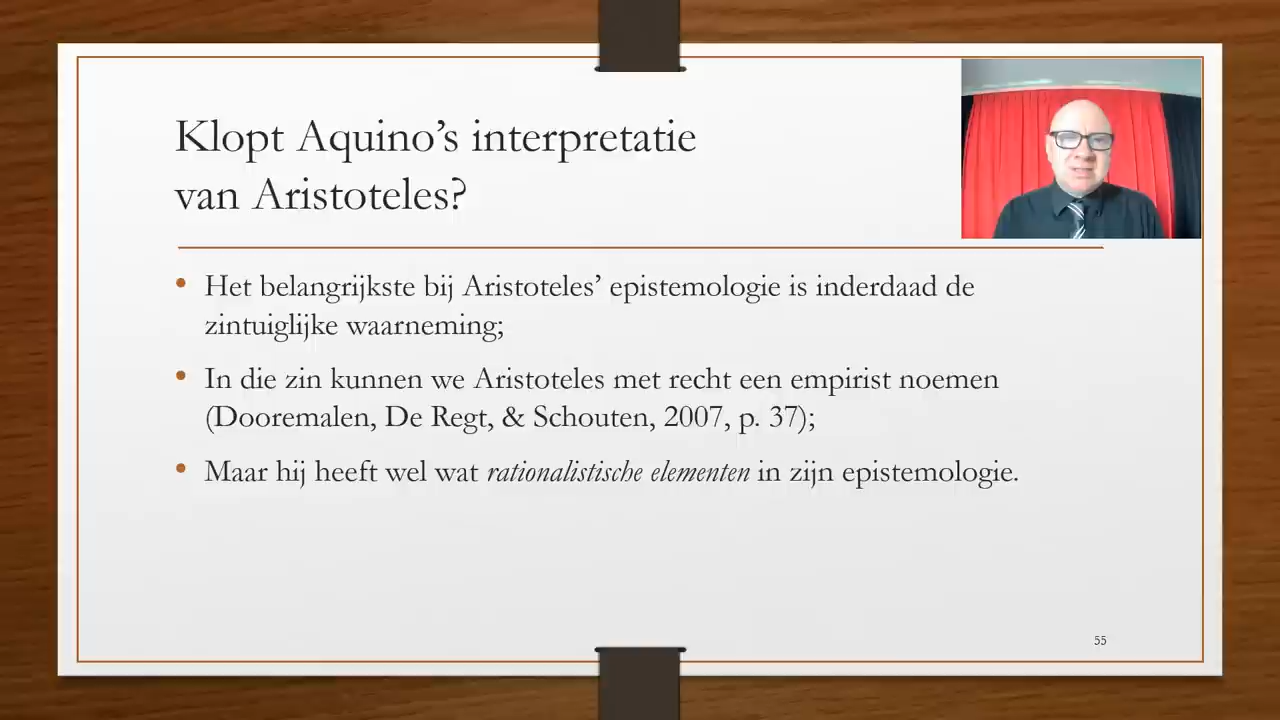 Klopt Aquino’s interpretatie
van Aristoteles?
• Het belangrijkste bij Aristoteles’ epistemologie is inderdaad de
zintuiglijke waarneming;
• In die zin kunnen we Aristoteles met recht een empirist noemen
(Dooremalen, De Regt, & Schouten, 2007, p. 37);
• Maar hij heeft wel wat rationalistische elementen in zijn epistemologie.
55